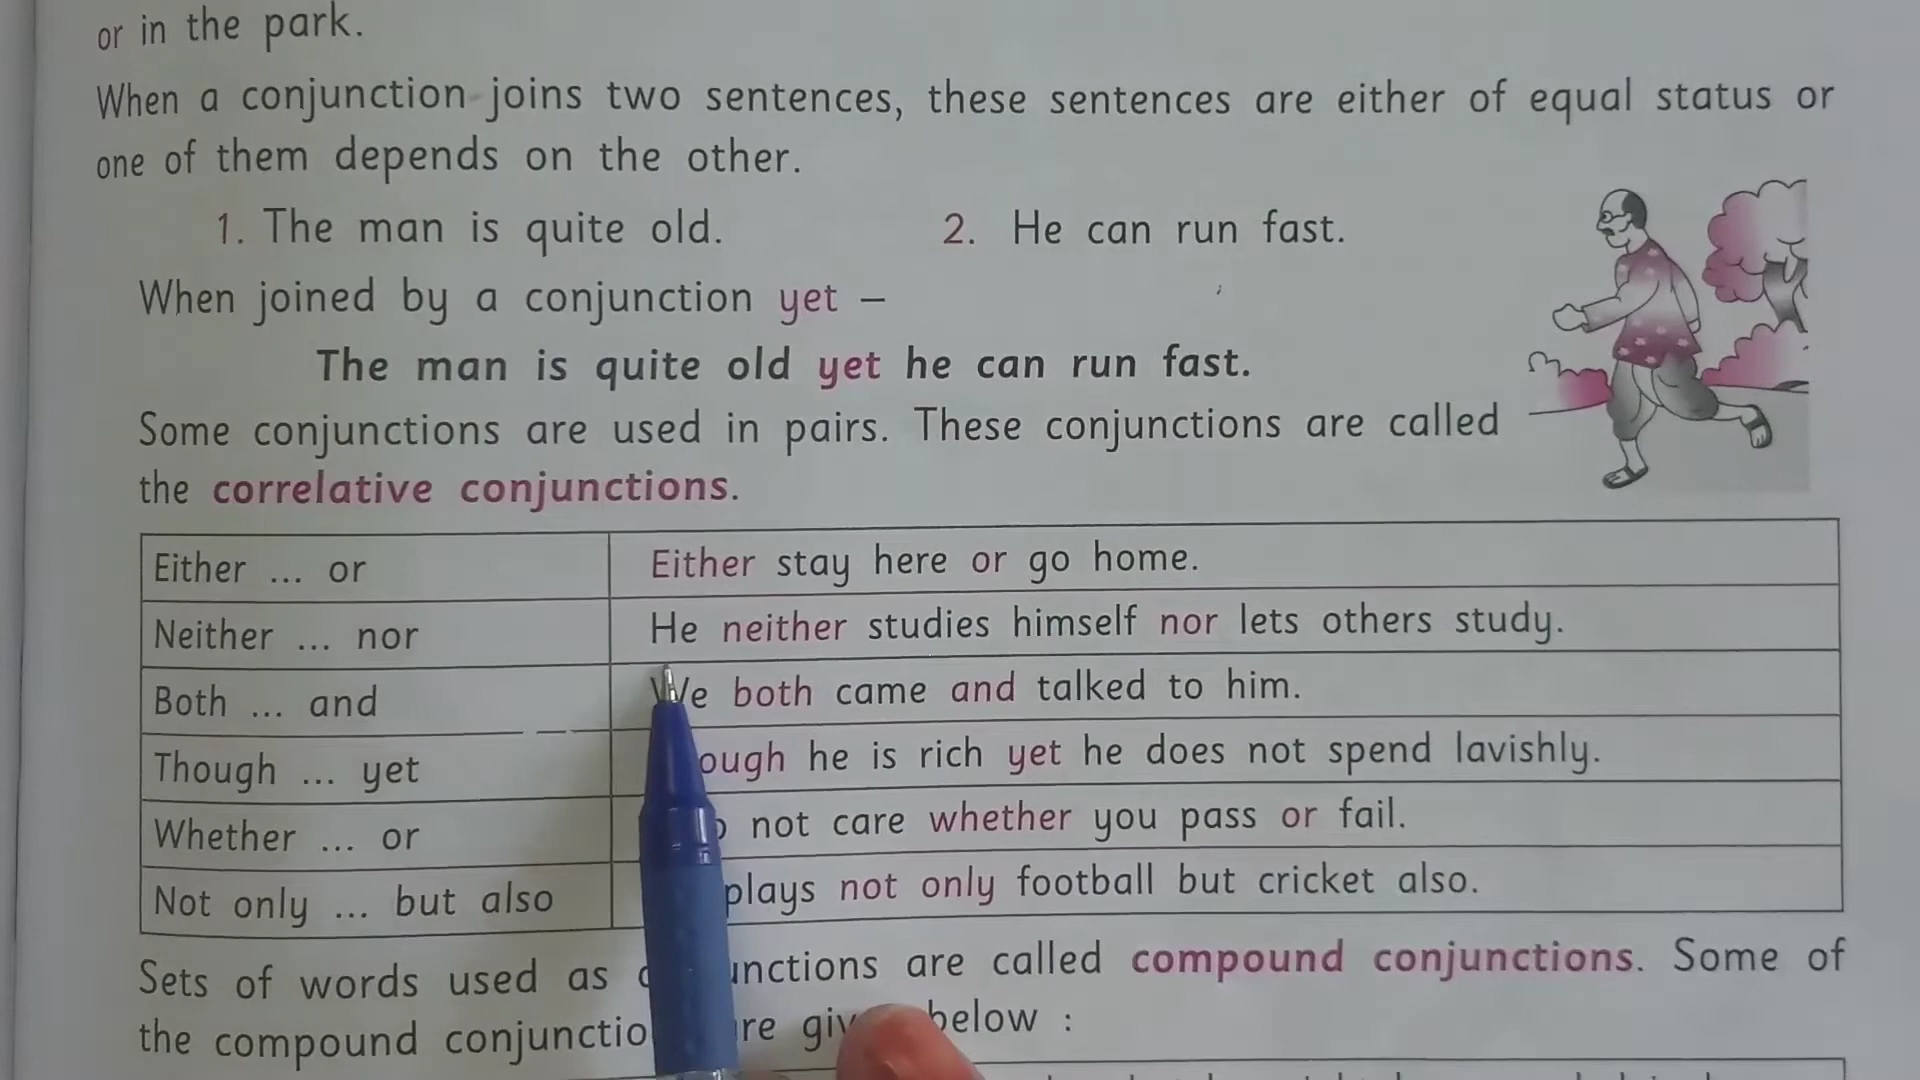 or in the park.
When a conjunction joins two sentences, these sentences are either of equal status or
one of them depends on the other.
1. The man is quite old. 2. He can run fast.
When joined by a conjunction yet –
The man is quite old yet he can run fast.
Some conjunctions are used in pairs. These conjunctions are called
the correlative conjunctions.
Either ... or Either stay here or go home.
Neither ... nor He neither studies himself nor lets others study.
Both ... and We both came and talked to him.
Though ... yet ough he is rich yet he does not spend lavishly.
Whether ... or not care whether you pass or fail.
Not only ... but also plays not only football but cricket also.
Sets of words used as unctions are called compound conjunctions. Some of
the compound conjunctio re giv below :